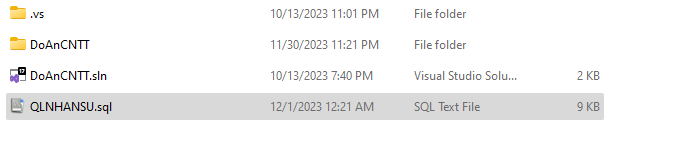 .vs 10/13/2023 11:01 PM File folder
DoAnCNTT 11/30/2023 11:21 PM File folder
DoAnCNTT.sln 10/13/2023 7:40 PM Visual Studio Solu... 2 KB
QLNHANSU.sql 12/1/2023 12:21 AM SQL Text File 9 KB